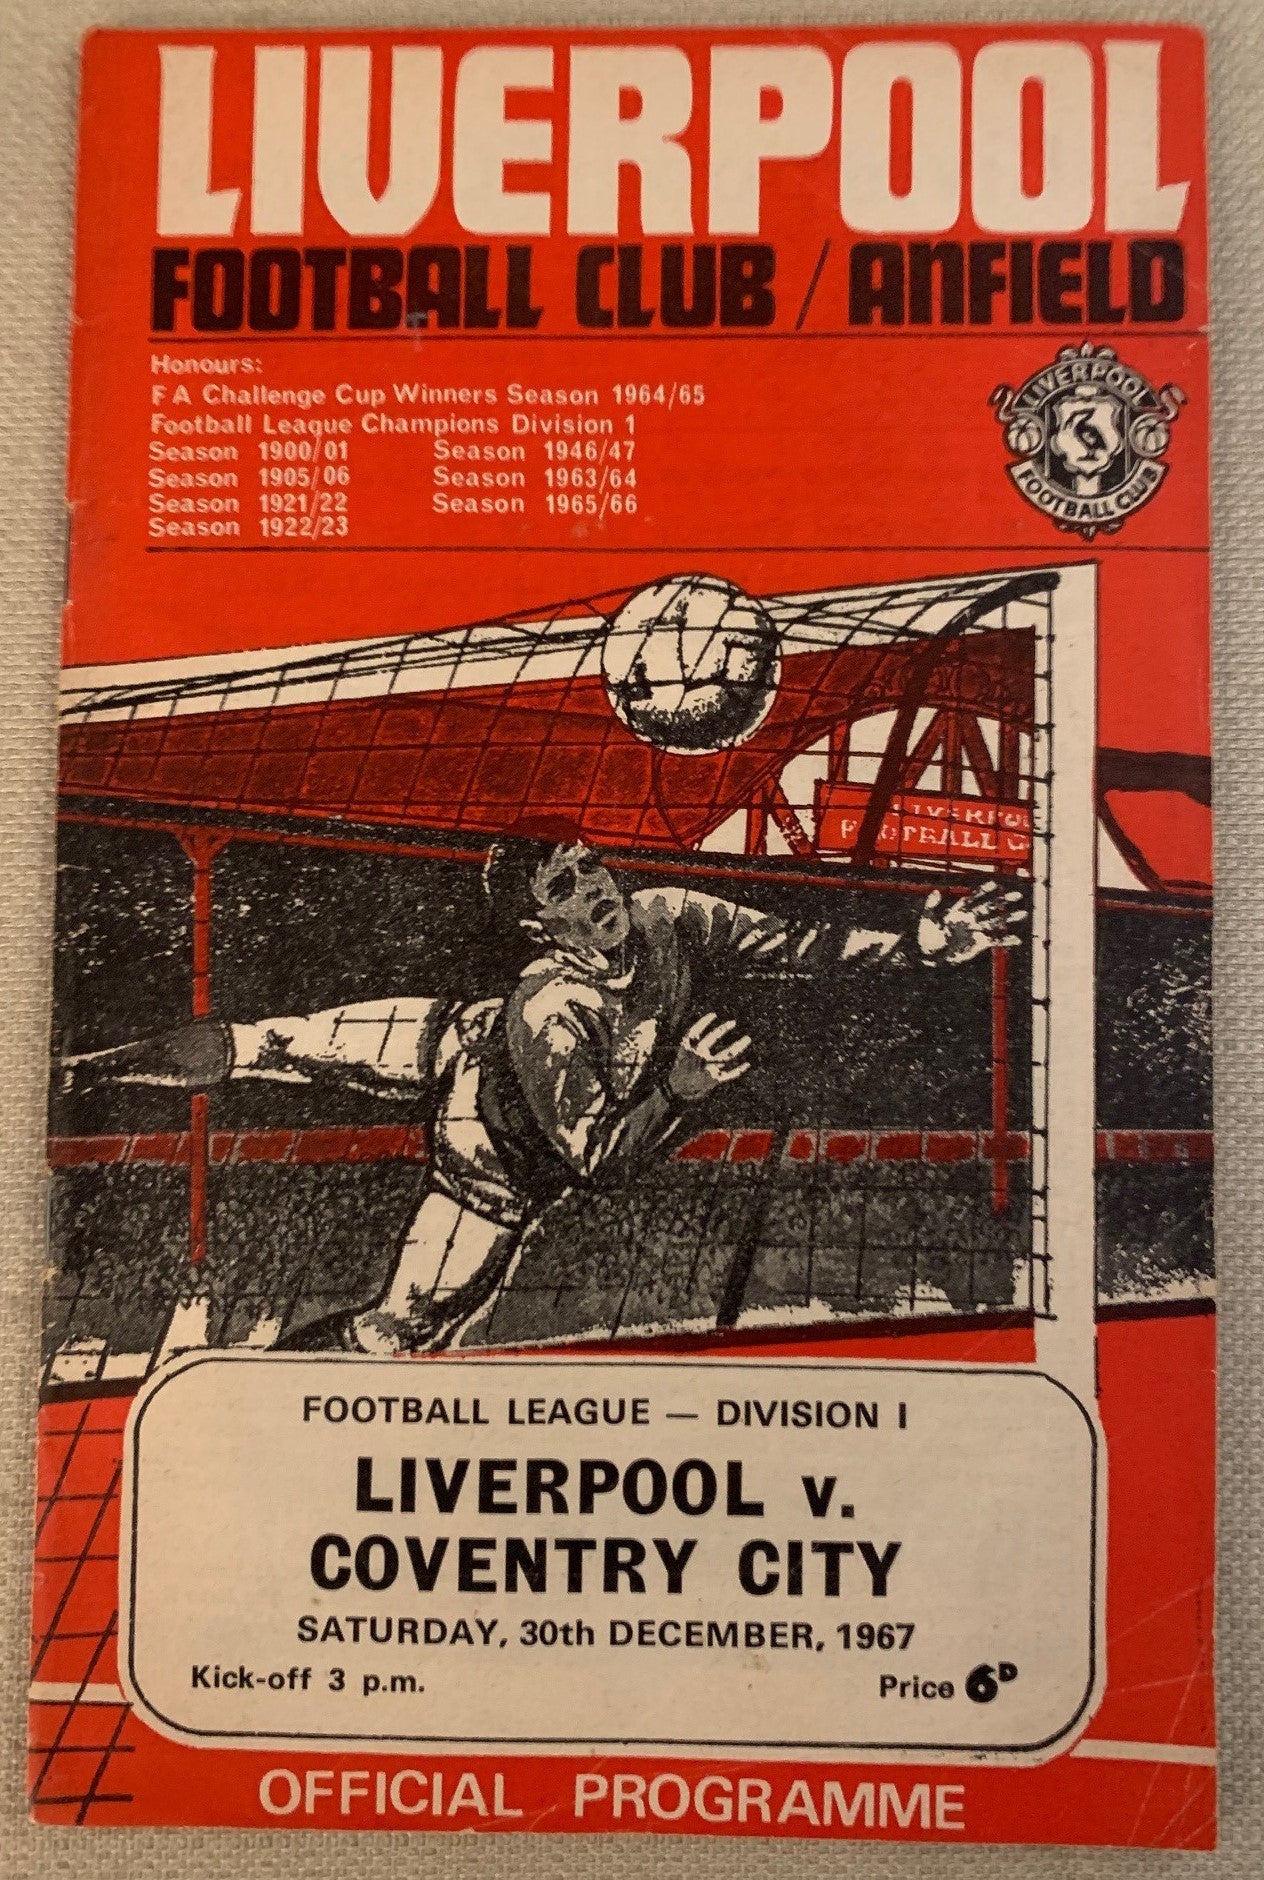 LIVERPOOL
FOOTBALL CLUB / ANFIELD
Honours:
F A Challenge Cup Winners Season 1964/65
Football League Champions Division 1
Season 1900/01 Season 1946/47
Season 1905/06 Season 1963/64
Season 1921/22 Season 1965/66
Season 1922/23
LIVERPOOL
FOOTBALL CLUB
LIVERPOO
FOOTBALL C
FOOTBALL LEAGUE — DIVISION I
LIVERPOOL v.
COVENTRY CITY
SATURDAY, 30th DECEMBER, 1967
Kick-off 3 p.m. Price 6D
OFFICIAL PROGRAMME